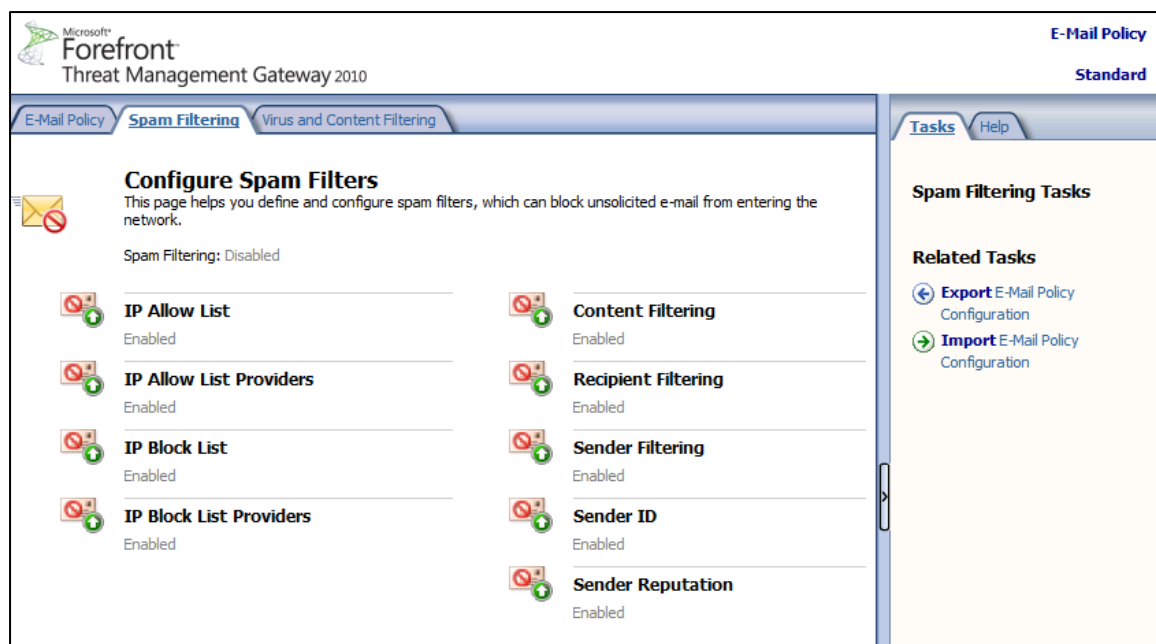 Microsoft®
Forefront™
Threat Management Gateway 2010
E-Mail Policy
Standard
E-Mail Policy
Spam Filtering
Virus and Content Filtering
Configure Spam Filters
This page helps you define and configure spam filters, which can block unsolicited e-mail from entering the
network.
Spam Filtering: Disabled
IP Allow List
Enabled
IP Allow List Providers
Enabled
IP Block List
Enabled
IP Block List Providers
Enabled
Content Filtering
Enabled
Recipient Filtering
Enabled
Sender Filtering
Enabled
Sender ID
Enabled
Sender Reputation
Enabled
Tasks
Help
Spam Filtering Tasks
Related Tasks
Export E-Mail Policy
Configuration
Import E-Mail Policy
Configuration